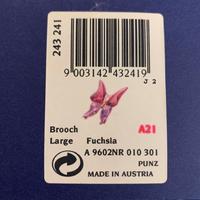 243 241
9 003142 432419
J 2
A21
Brooch
Large Fuchsia
A 9602NR 010 301
PUNZ
MADE IN AUSTRIA